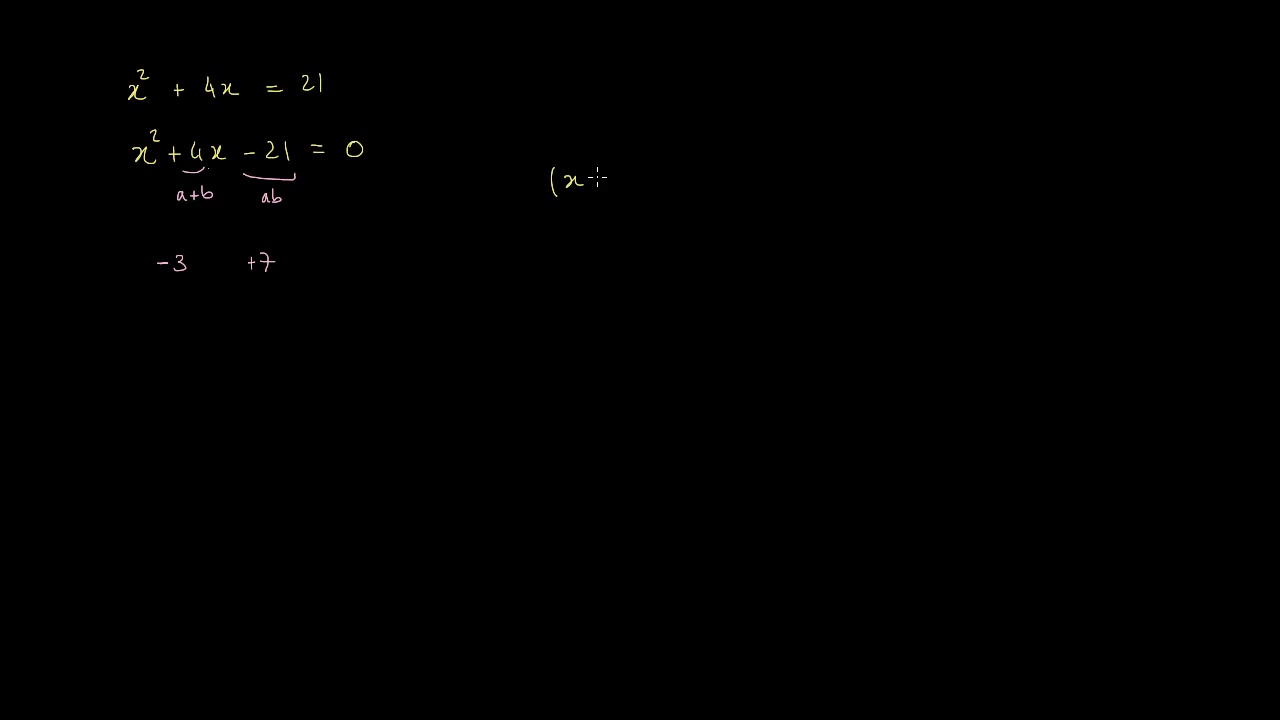 x² + 4x = 21
x² + 4x - 21 = 0
(x
a+b ab
-3 +7